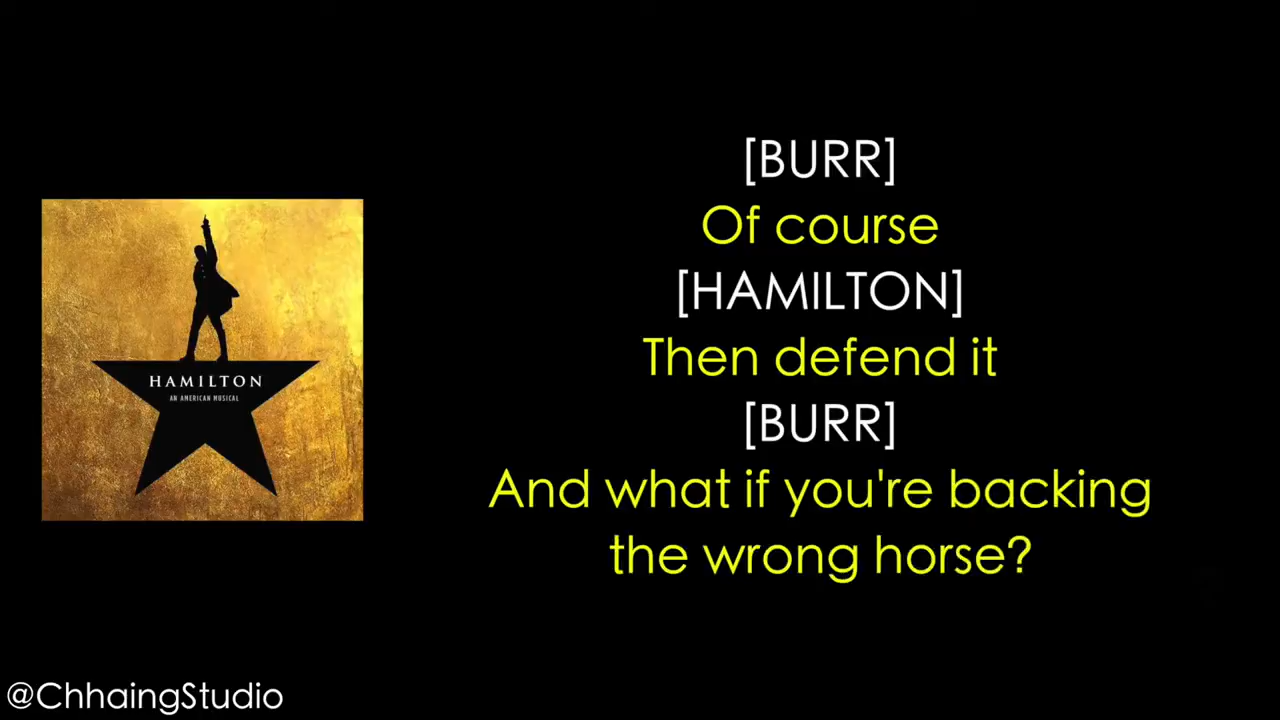 [BURR]
Of course
[HAMILTON]
Then defend it
[BURR]
And what if you're backing
the wrong horse?
HAMILTON
AN AMERICAN MUSICAL
@ChhaingStudio